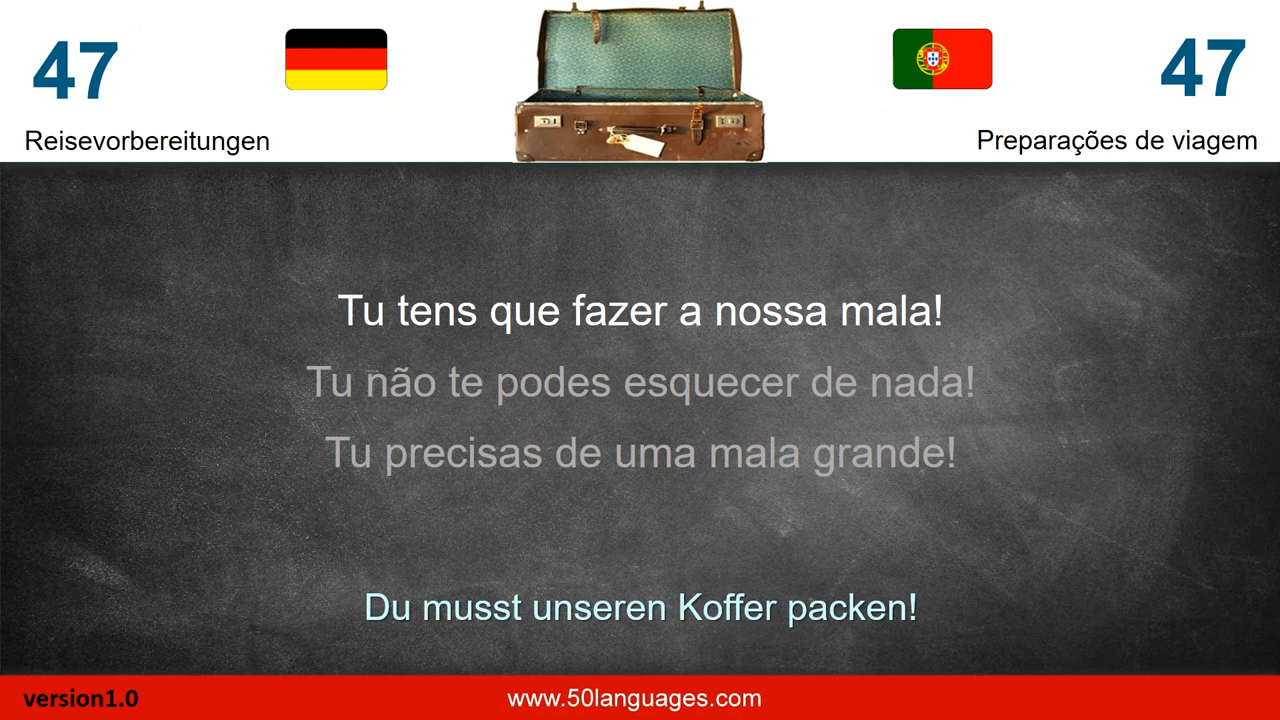 47
47
Reisevorbereitungen
Preparações de viagem
Tu tens que fazer a nossa mala!
Tu não te podes esquecer de nada!
Tu precisas de uma mala grande!
Du musst unseren Koffer packen!
version1.0
www.50languages.com